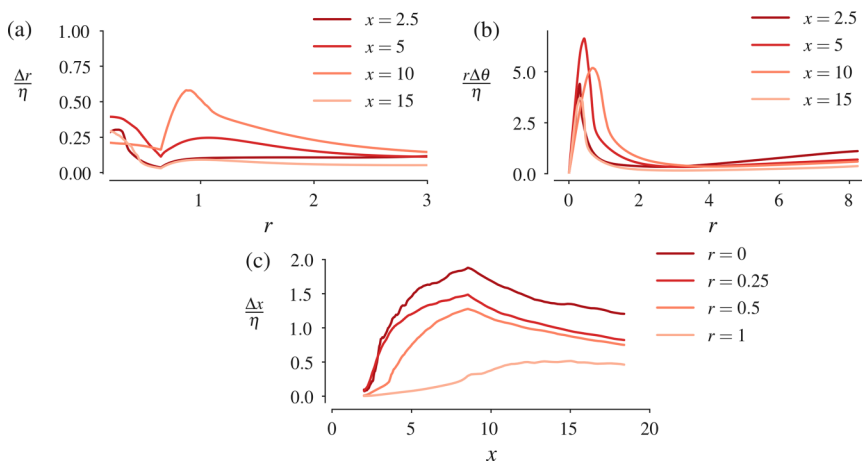 (a)
Δr/η
1.00
0.75
0.50
0.25
0.00
1
2
3
r
x = 2.5
x = 5
x = 10
x = 15
(b)
rΔθ/η
5.0
2.5
0.0
0
2
4
6
8
r
x = 2.5
x = 5
x = 10
x = 15
(c)
Δx/η
2.0
1.5
1.0
0.5
0.0
0
5
10
15
20
x
r = 0
r = 0.25
r = 0.5
r = 1